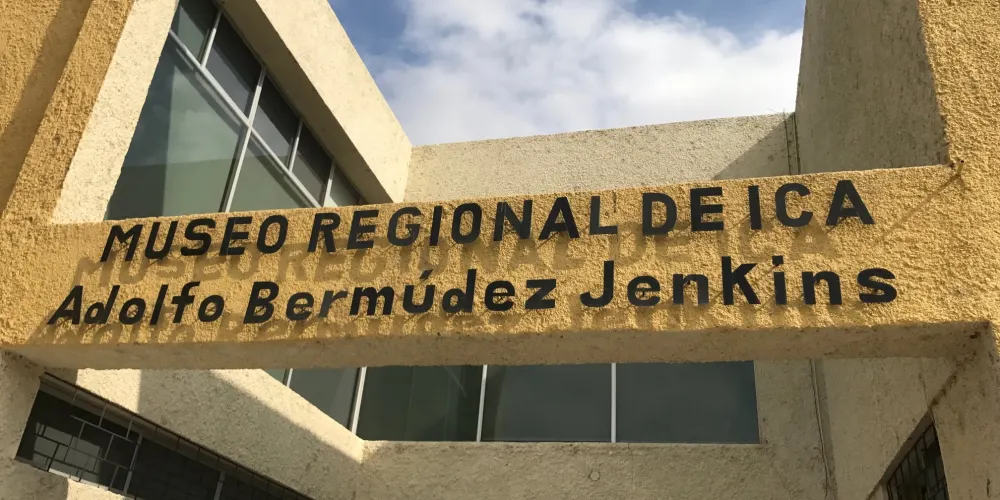 MUSEO REGIONAL DE ICA
Adolfo Bermúdez Jenkins